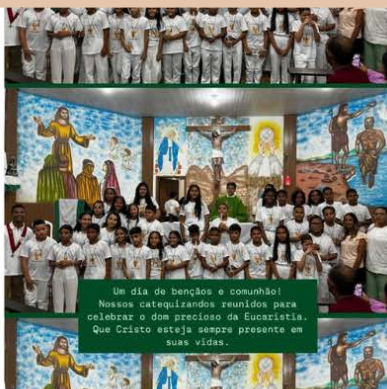 Um dia de bençãos e comunhão!
Nossos catequizandos reunidos para
celebrar o dom precioso da Eucaristia.
Que Cristo esteja sempre presente em
suas vidas.